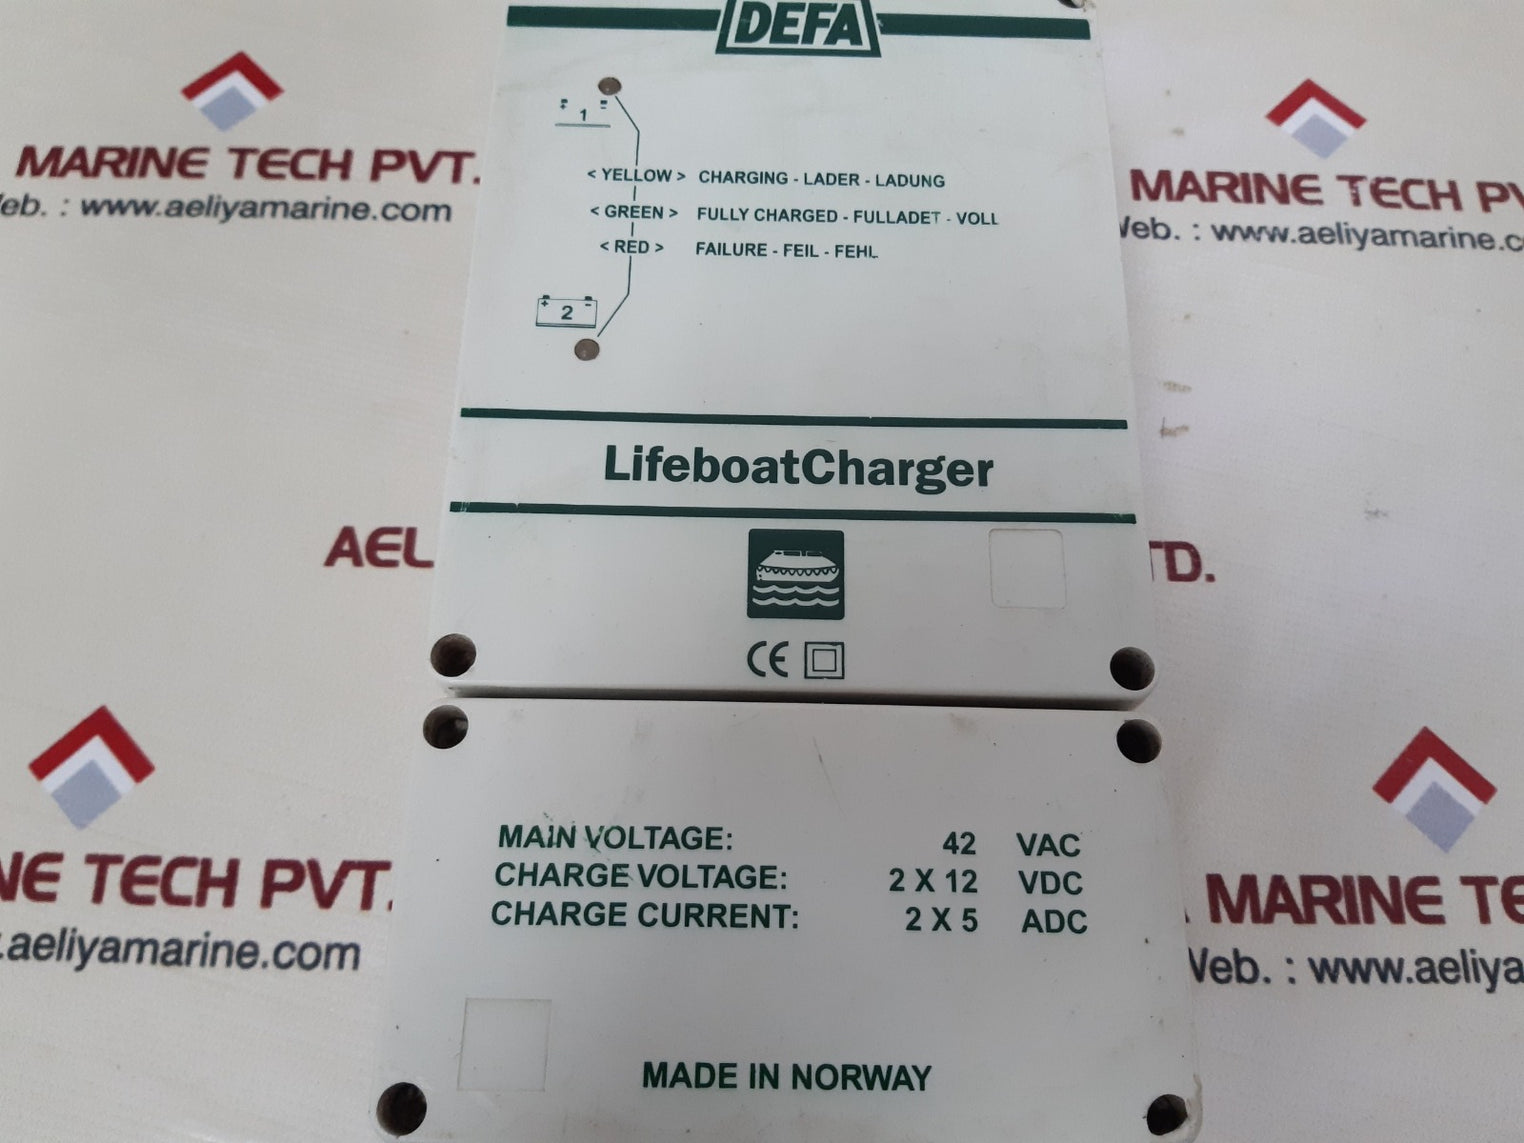 DEFA
1
< YELLOW > CHARGING - LADER - LADUNG
< GREEN > FULLY CHARGED - FULLADET - VOLL
< RED > FAILURE - FEIL - FEHL
2
LifeboatCharger
CE
MAIN VOLTAGE: 42 VAC
CHARGE VOLTAGE: 2 X 12 VDC
CHARGE CURRENT: 2 X 5 ADC
MADE IN NORWAY
MARINE TECH PVT.
eb. : www.aeliyamarine.com
MARINE TECH PV
Web. : www.aeliyamarine.c
AEL
TD.
NE TECH PVT.
.aeliyamarine.com
MARINE TE
Web. : www.aeliya